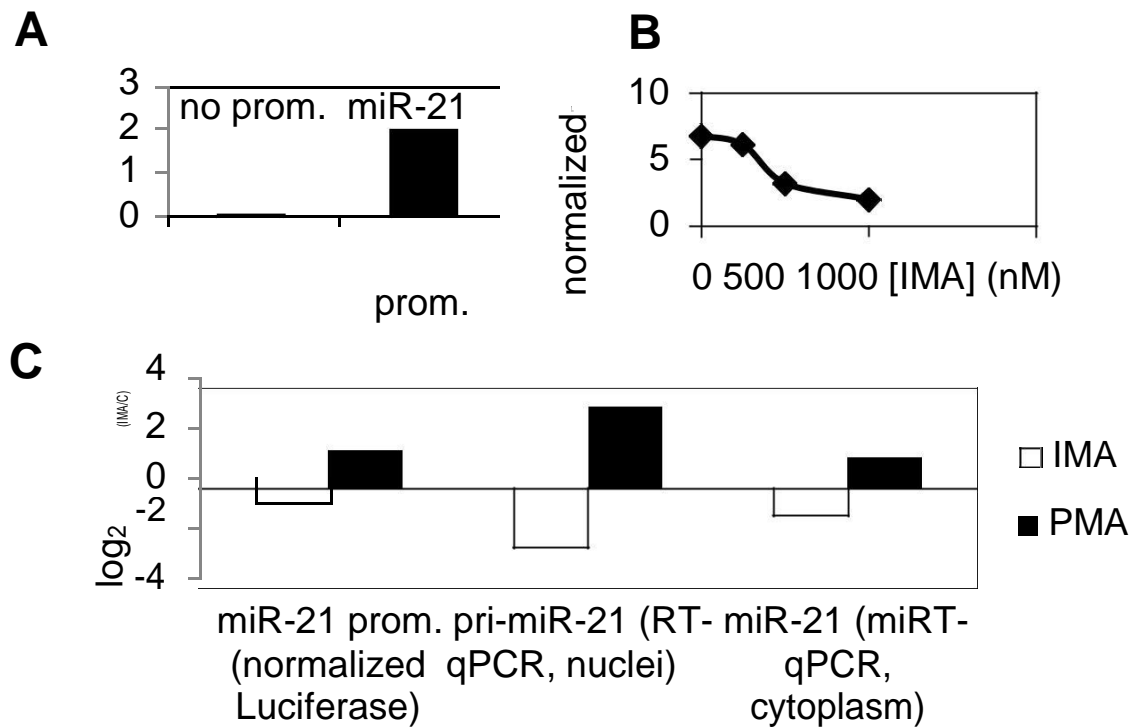 A
3
no prom. miR-21
2
1
0
prom.
B
normalized
10
5
0
0 500 1000 [IMA] (nM)
C
(IMA/C)
log2
4
2
0
-2
-4
IMA
PMA
miR-21 prom. pri-miR-21 (RT- miR-21 (miRT-
(normalized qPCR, nuclei) qPCR,
Luciferase) cytoplasm)